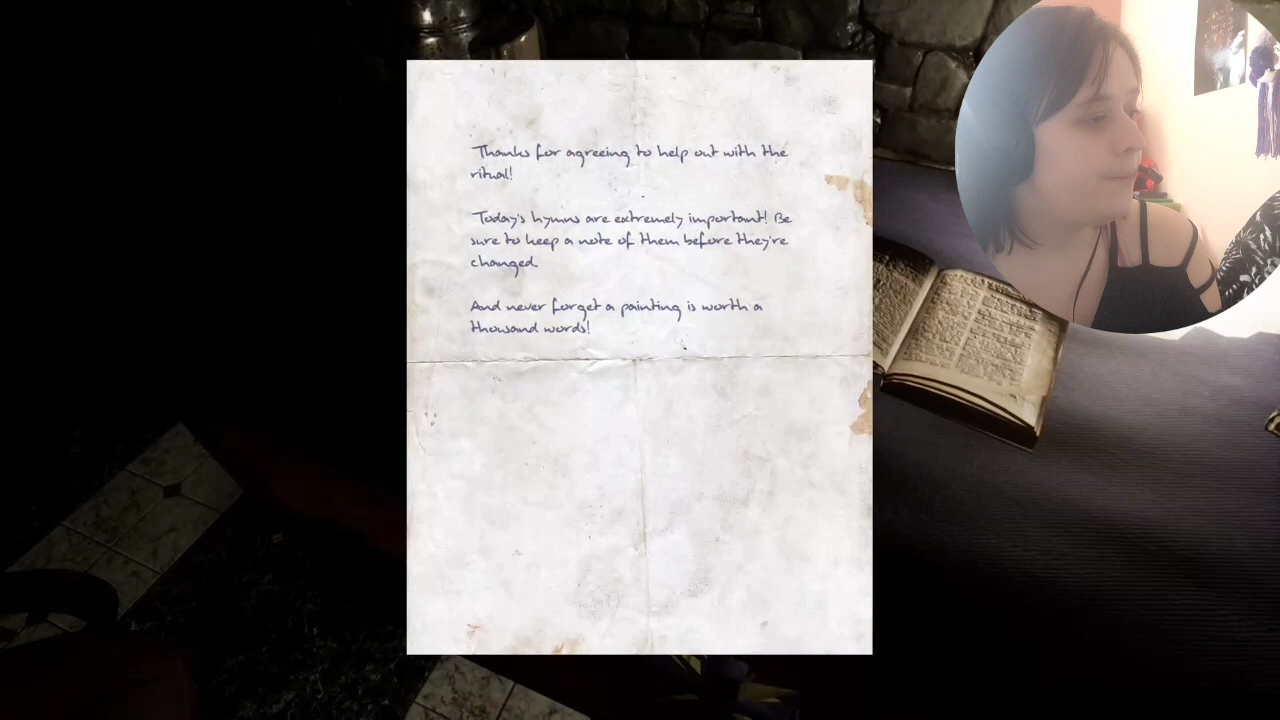 Thanks for agreeing to help out with the
ritual!
Today's hymns are extremely important! Be
sure to keep a note of them before they're
changed.
And never forget a painting is worth a
thousand words!